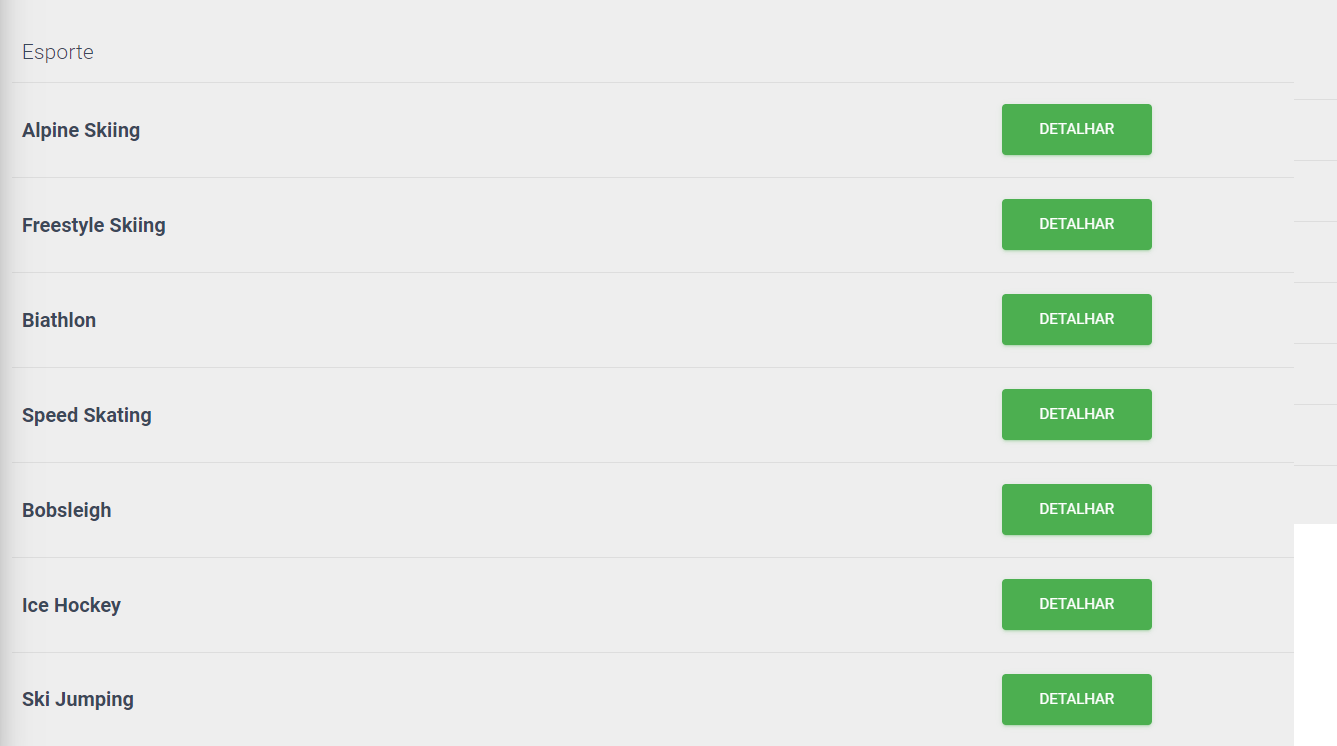 Esporte
Alpine Skiing DETALHAR
Freestyle Skiing DETALHAR
Biathlon DETALHAR
Speed Skating DETALHAR
Bobsleigh DETALHAR
Ice Hockey DETALHAR
Ski Jumping DETALHAR